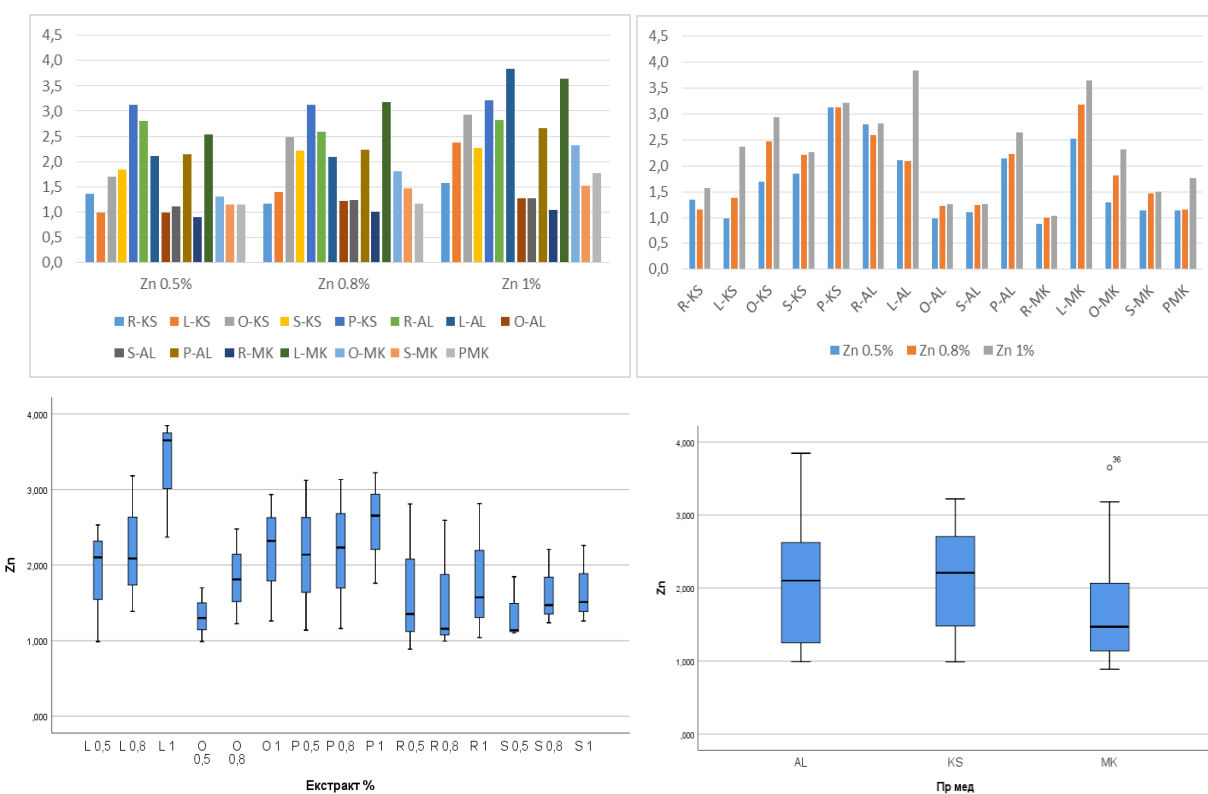 4,5
4,0
3,5
3,0
2,5
2,0
1,5
1,0
0,5
0,0
Zn 0.5% Zn 0.8% Zn 1%
R-KS L-KS O-KS S-KS P-KS R-AL L-AL O-AL
S-AL P-AL R-MK L-MK O-MK S-MK PMK
4,5
4,0
3,5
3,0
2,5
2,0
1,5
1,0
0,5
0,0
R-KS L-KS O-KS S-KS P-KS R-AL L-AL O-AL S-AL P-AL R-MK L-MK O-MK S-MK PMK
Zn 0.5% Zn 0.8% Zn 1%
Zn
4,000
3,000
2,000
1,000
,000
L 0,5 L 0,8 L 1 O 0,5 O 0,8 O 1 P 0,5 P 0,8 P 1 R 0,5 R 0,8 R 1 S 0,5 S 0,8 S 1
Екстракт %
Zn
4,000
3,000
2,000
1,000
,000
36
AL KS MK
Пр мед